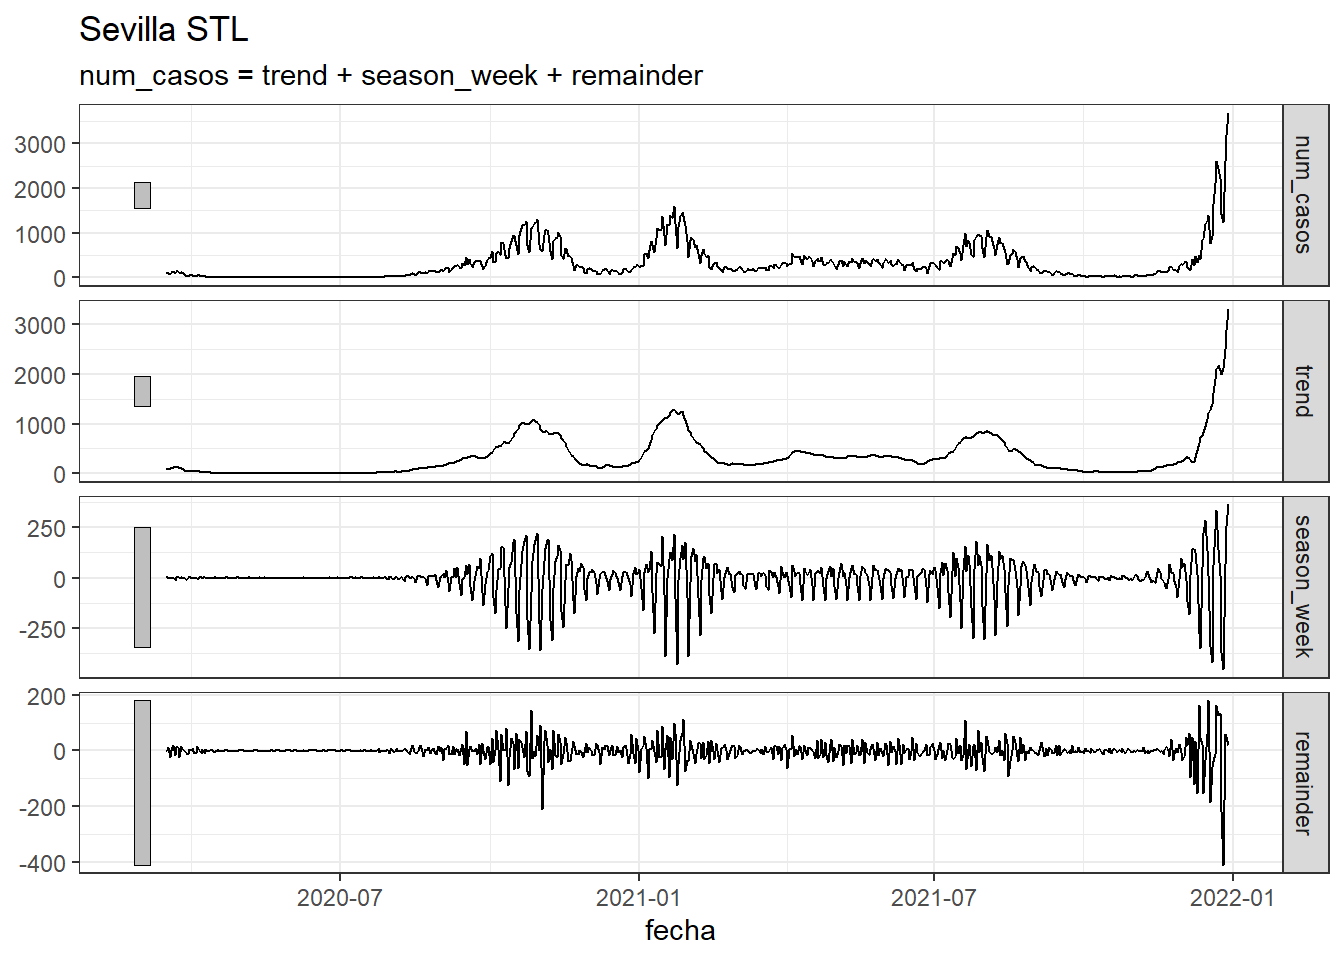 Sevilla STL
num_casos = trend + season_week + remainder
3000
2000
1000
0
num_casos
3000
2000
1000
0
trend
250
0
-250
season_week
200
0
-200
-400
remainder
2020-07
2021-01
2021-07
2022-01
fecha